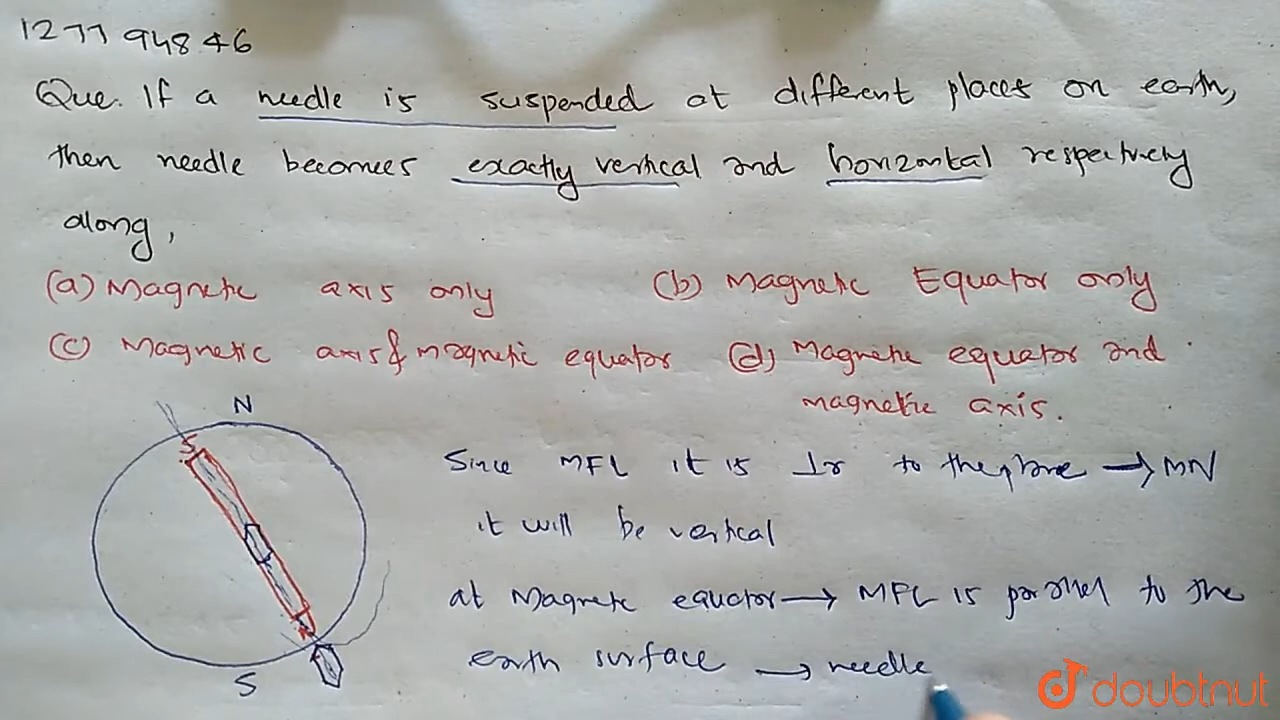 127794846
Que. If a needle is suspended at different places on earth,
then needle becomes exactly vertical and horizontal respectively
along,
(a) Magnetic axis only
(b) Magnetic Equator only
(c) Magnetic axis & magnetic equator
(d) Magnetic equator and
magnetic axis.
N
S
Since MFL it is ⊥r to the plane → MN
it will be vertical
at Magnetic equator → MFL is parallel to the
earth surface → needle
N
S
doubtnut